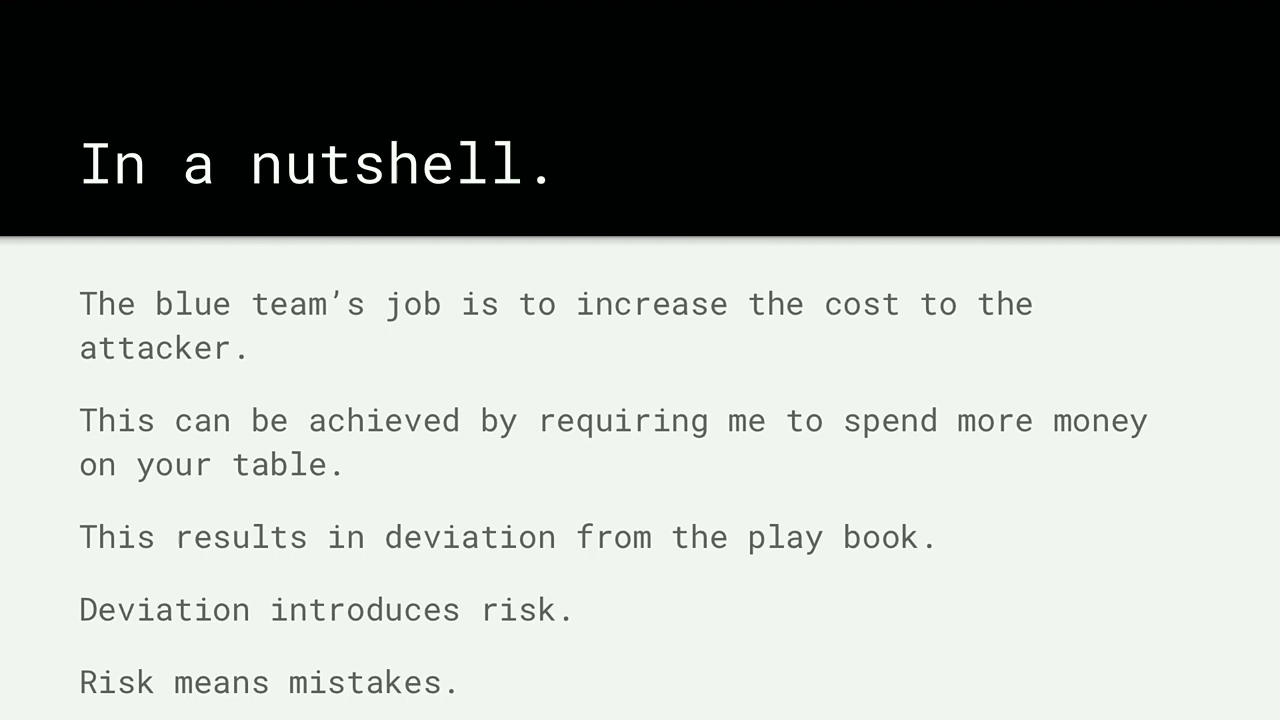 In a nutshell.
The blue team’s job is to increase the cost to the
attacker.
This can be achieved by requiring me to spend more money
on your table.
This results in deviation from the play book.
Deviation introduces risk.
Risk means mistakes.